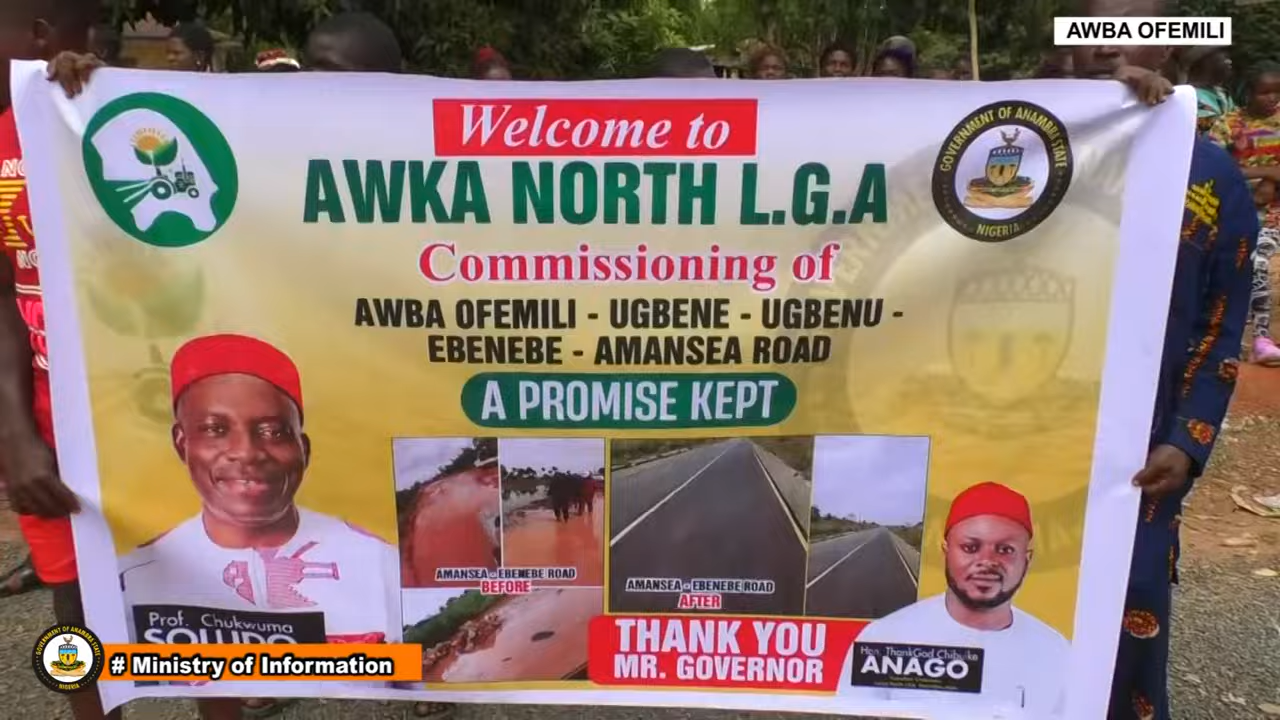 AWBA OFEMILI
Welcome to
AWKA NORTH L.G.A
GOVERNMENT OF ANAMBRA STATE
NIGERIA
Commissioning of
AWBA OFEMILI - UGBENE - UGBENU -
EBENEBE - AMANSEA ROAD
A PROMISE KEPT
AMANSEA - EBENEBE ROAD
BEFORE
AMANSEA - EBENEBE ROAD
AFTER
Prof. Chukwuma
SOLUDO
THANK YOU
MR. GOVERNOR
Hon. ThankGod Chibuike
ANAGO
# Ministry of Information